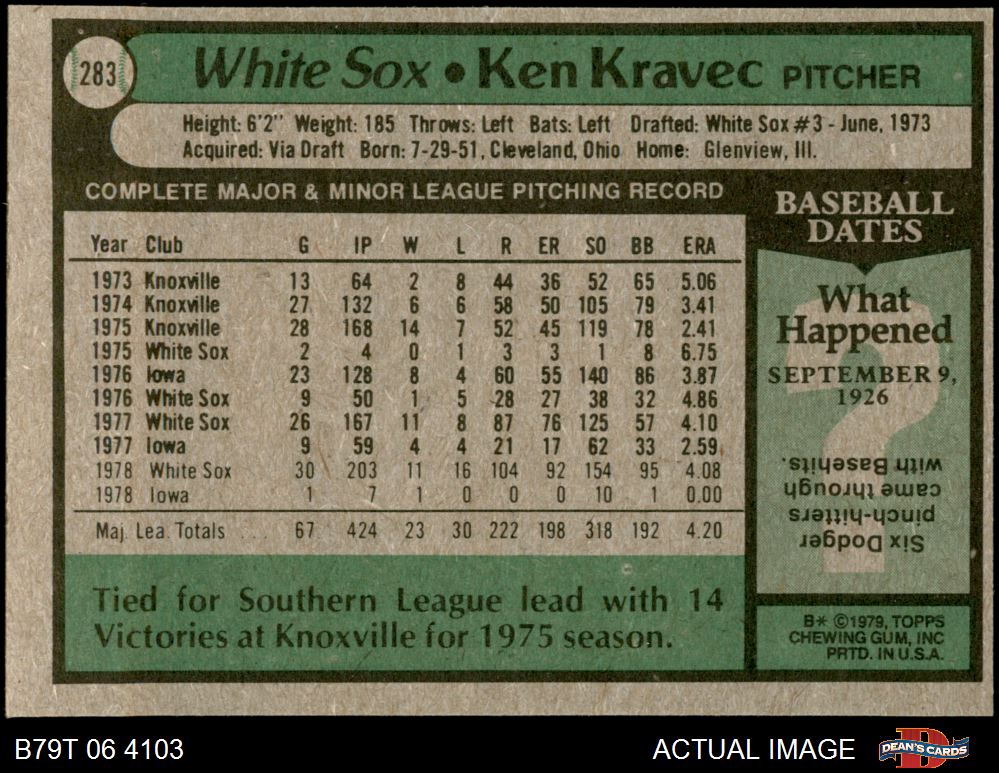 283
White Sox • Ken Kravec PITCHER
Height: 6'2" Weight: 185 Throws: Left Bats: Left Drafted: White Sox #3 - June, 1973
Acquired: Via Draft Born: 7-29-51, Cleveland, Ohio Home: Glenview, Ill.
COMPLETE MAJOR & MINOR LEAGUE PITCHING RECORD
Year Club G IP W L R ER SO BB ERA
1973 Knoxville 13 64 2 8 44 36 52 65 5.06
1974 Knoxville 27 132 6 6 58 50 105 79 3.41
1975 Knoxville 28 168 14 7 52 45 119 78 2.41
1975 White Sox 2 4 0 1 3 3 1 8 6.75
1976 Iowa 23 128 8 4 60 55 140 86 3.87
1976 White Sox 9 50 1 5 28 27 38 32 4.86
1977 White Sox 26 167 11 8 87 76 125 57 4.10
1977 Iowa 9 59 4 4 21 17 62 33 2.59
1978 White Sox 30 203 11 16 104 92 154 95 4.08
1978 Iowa 1 7 1 0 0 0 10 1 0.00
Maj. Lea. Totals ... 67 424 23 30 222 198 318 192 4.20
Tied for Southern League lead with 14
Victories at Knoxville for 1975 season.
BASEBALL
DATES
What
Happened
SEPTEMBER 9,
1926
?
Six Dodger
pinch-hitters
came through
with Basehits.
B* ©1979, TOPPS
CHEWING GUM, INC
PRTD. IN U.S.A.
B79T 06 4103
ACTUAL IMAGE
DEAN'S CARDS